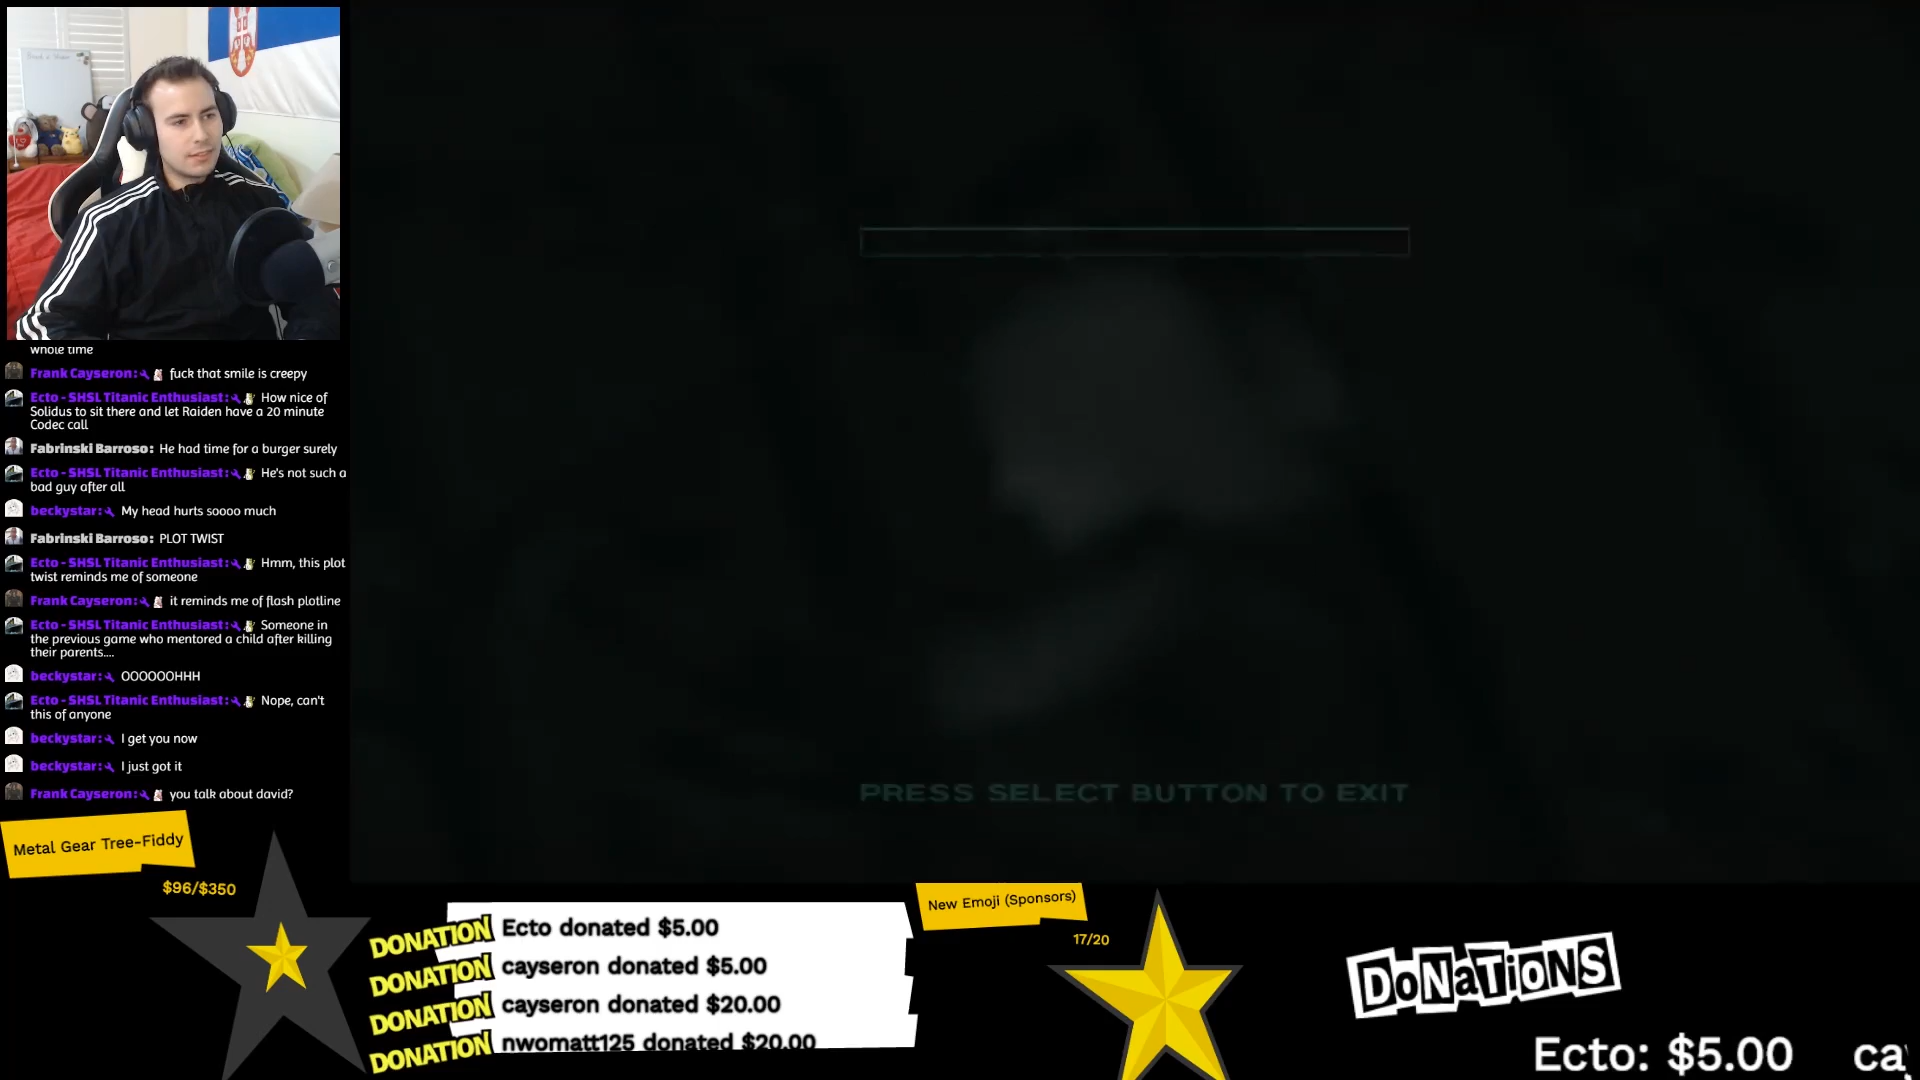 whole time
Frank Cayseron: fuck that smile is creepy
Ecto - SHSL Titanic Enthusiast: How nice of
Solidus to sit there and let Raiden have a 20 minute
Codec call
Fabrinski Barroso: He had time for a burger surely
Ecto - SHSL Titanic Enthusiast: He's not such a
bad guy after all
beckystar: My head hurts soooo much
Fabrinski Barroso: PLOT TWIST
Ecto - SHSL Titanic Enthusiast: Hmm, this plot
twist reminds me of someone
Frank Cayseron: it reminds me of flash plotline
Ecto - SHSL Titanic Enthusiast: Someone in
the previous game who mentored a child after killing
their parents....
beckystar: OOOOOOHHH
Ecto - SHSL Titanic Enthusiast: Nope, can't
this of anyone
beckystar: I get you now
beckystar: I just got it
Frank Cayseron: you talk about david?
PRESS SELECT BUTTON TO EXIT
Metal Gear Tree-Fiddy
$96/$350
DONATION Ecto donated $5.00
DONATION cayseron donated $5.00
DONATION cayseron donated $20.00
DONATION nwomatt125 donated $20.00
New Emoji (Sponsors)
17/20
DONATIONS
Ecto: $5.00 ca